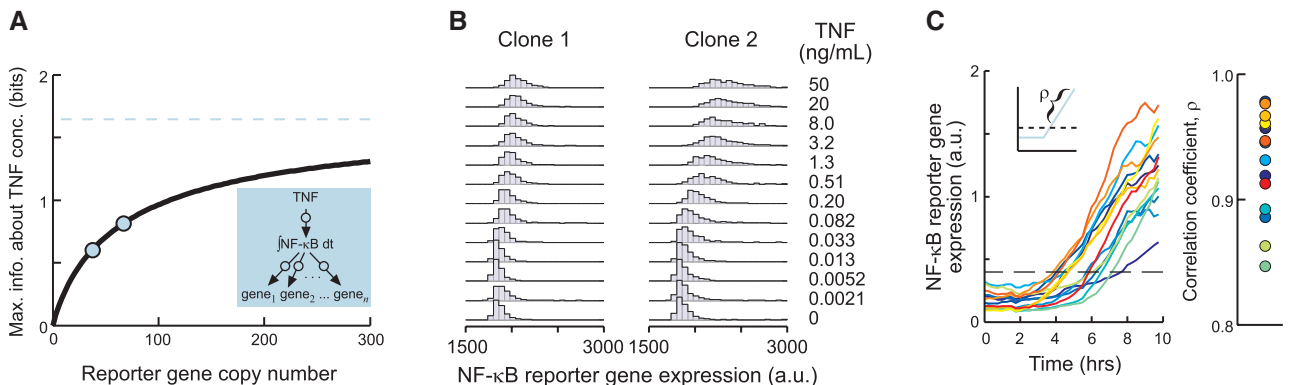 A
Max. info. about TNF conc. (bits)
2
1
0
0
100
200
300
Reporter gene copy number
TNF
∫NF-κB dt
. . .
gene1 gene2 ... genen
B
Clone 1
Clone 2
TNF
(ng/mL)
50
20
8.0
3.2
1.3
0.51
0.20
0.082
0.033
0.013
0.0052
0.0021
0
1500
3000
1500
3000
NF-κB reporter gene expression (a.u.)
C
NF-κB reporter gene
expression (a.u.)
2
1
0
ρ
0 2 4 6 8 10
Time (hrs)
Correlation coefficient, ρ
1.0
0.9
0.8